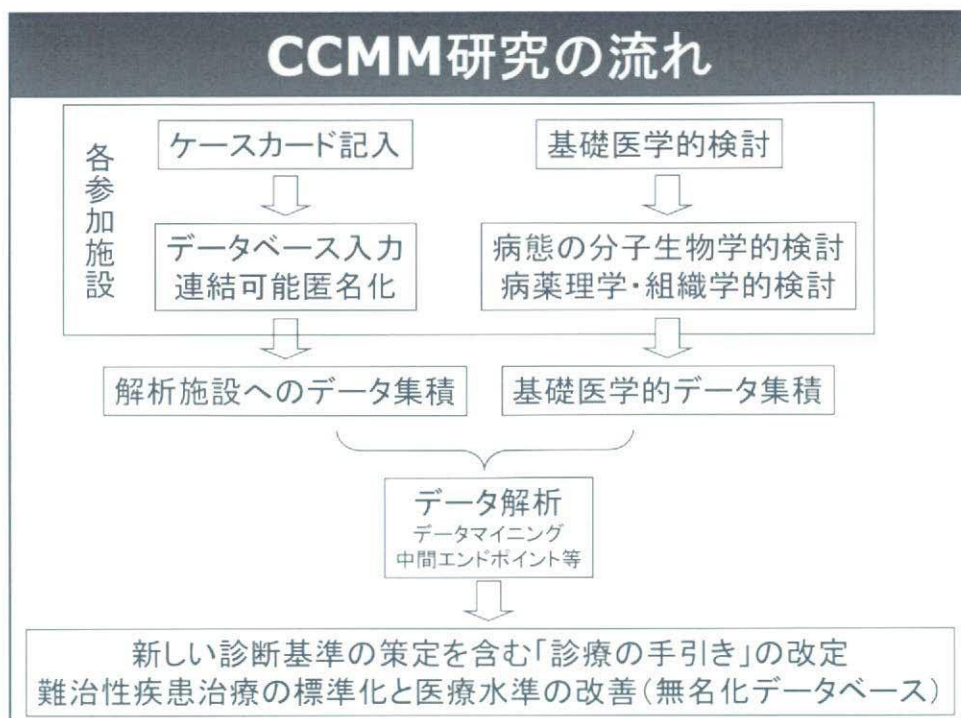 CCMM研究の流れ
各参加施設
ケースカード記入
データベース入力
連結可能匿名化
解析施設へのデータ集積
基礎医学的検討
病態の分子生物学的検討
病薬理学・組織学的検討
基礎医学的データ集積
データ解析
データマイニング
中間エンドポイント等
新しい診断基準の策定を含む「診療の手引き」の改定
難治性疾患治療の標準化と医療水準の改善(無名化データベース)